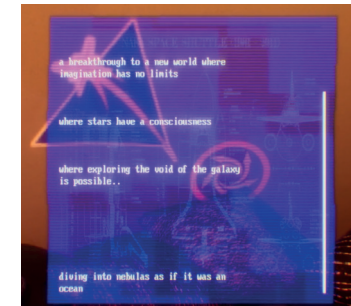 a breakthrough to a new world where
imagination has no limits
where stars have a consciousness
where exploring the void of the galaxy
is possible..
diving into nebulas as if it was an
ocean